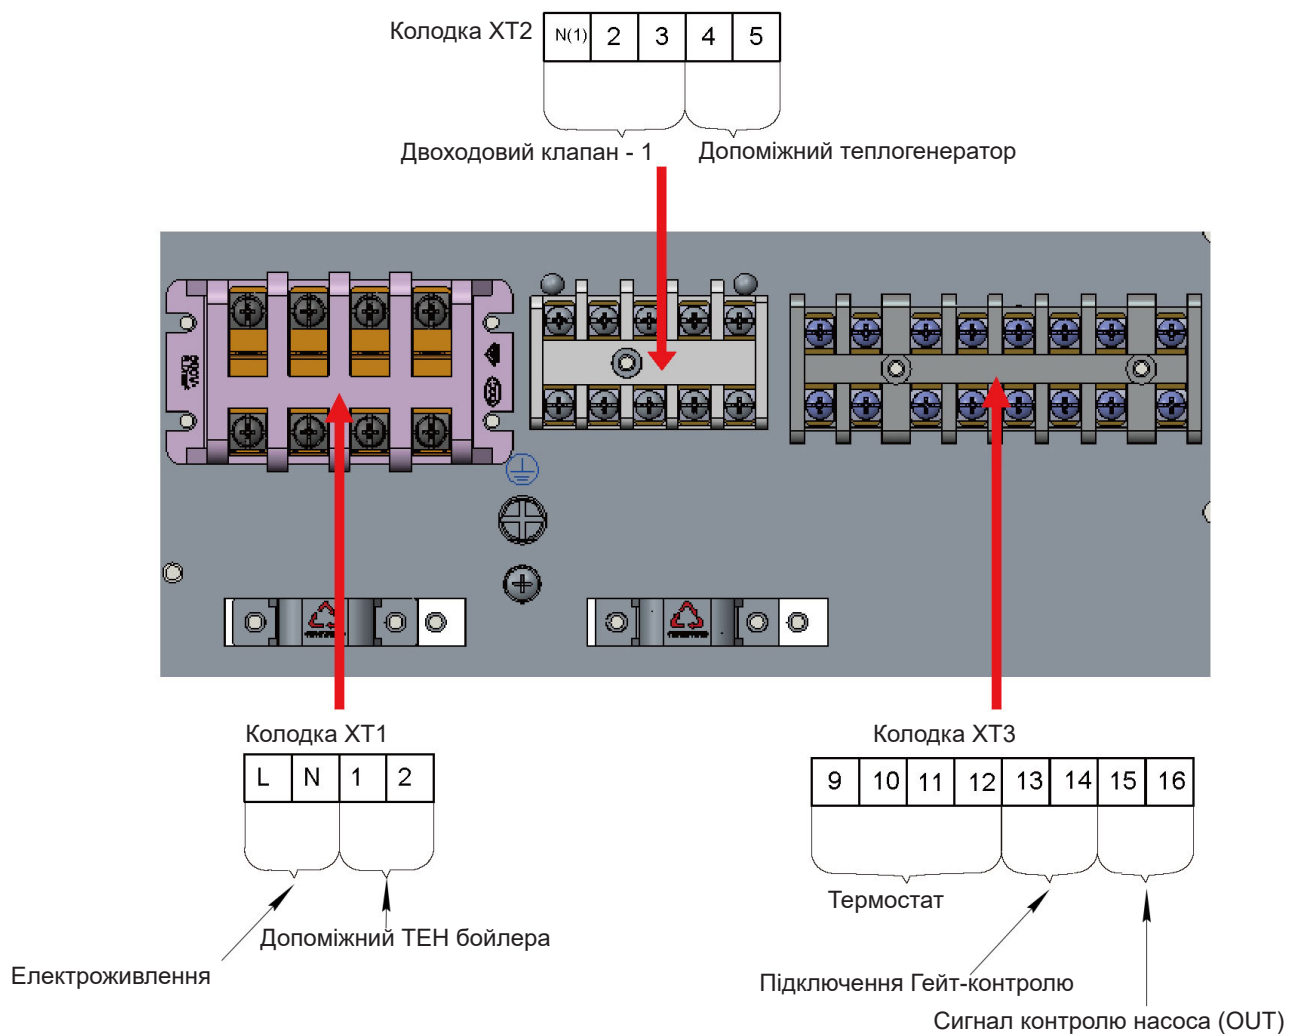 Колодка XT2
N(1) 2 3 4 5
Двоходовий клапан - 1 Допоміжний теплогенератор
Колодка XT1
L N 1 2
Допоміжний ТЕН бойлера
Електроживлення
Колодка XT3
9 10 11 12 13 14 15 16
Термостат
Підключення Гейт-контролю
Сигнал контролю насоса (OUT)